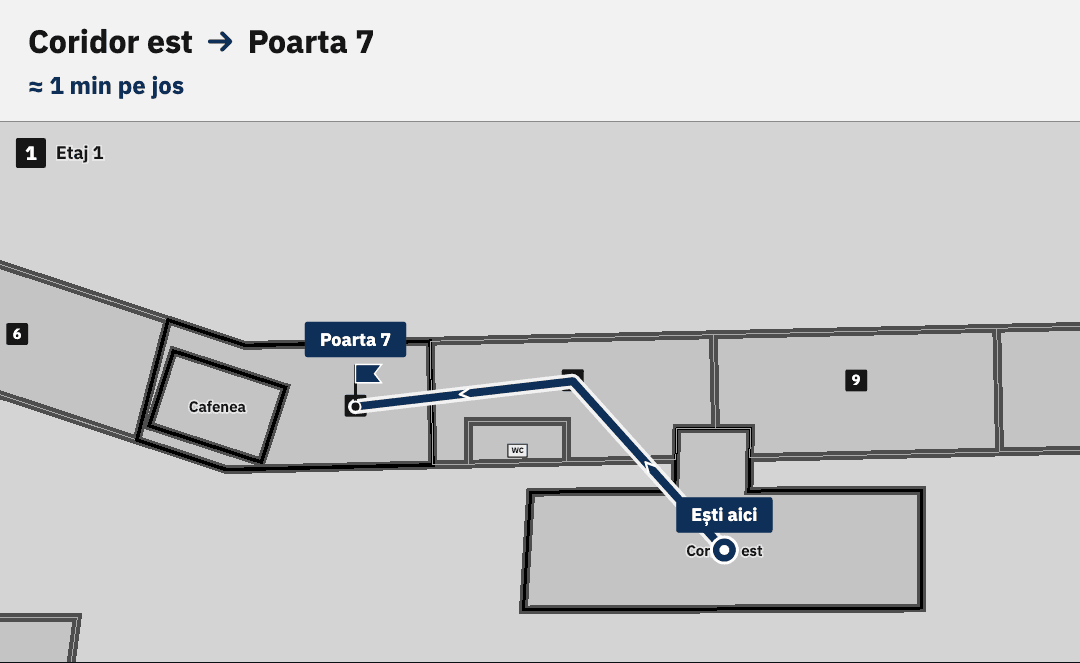 Coridor est → Poarta 7
≈ 1 min pe jos
1 Etaj 1
6
Poarta 7
Cafenea
9
WC
Ești aici
Cor est